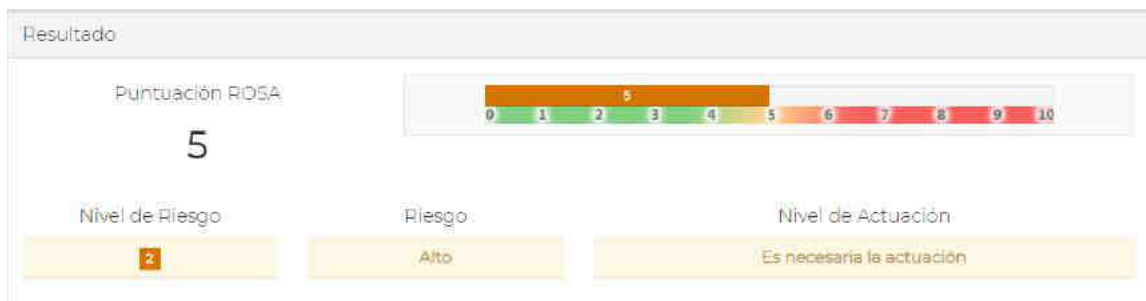 Resultado
Puntuación ROSA
5
5
0 1 2 3 4 5 6 7 8 9 10
Nivel de Riesgo
Riesgo
Nivel de Actuación
2
Alto
Es necesaria la actuación